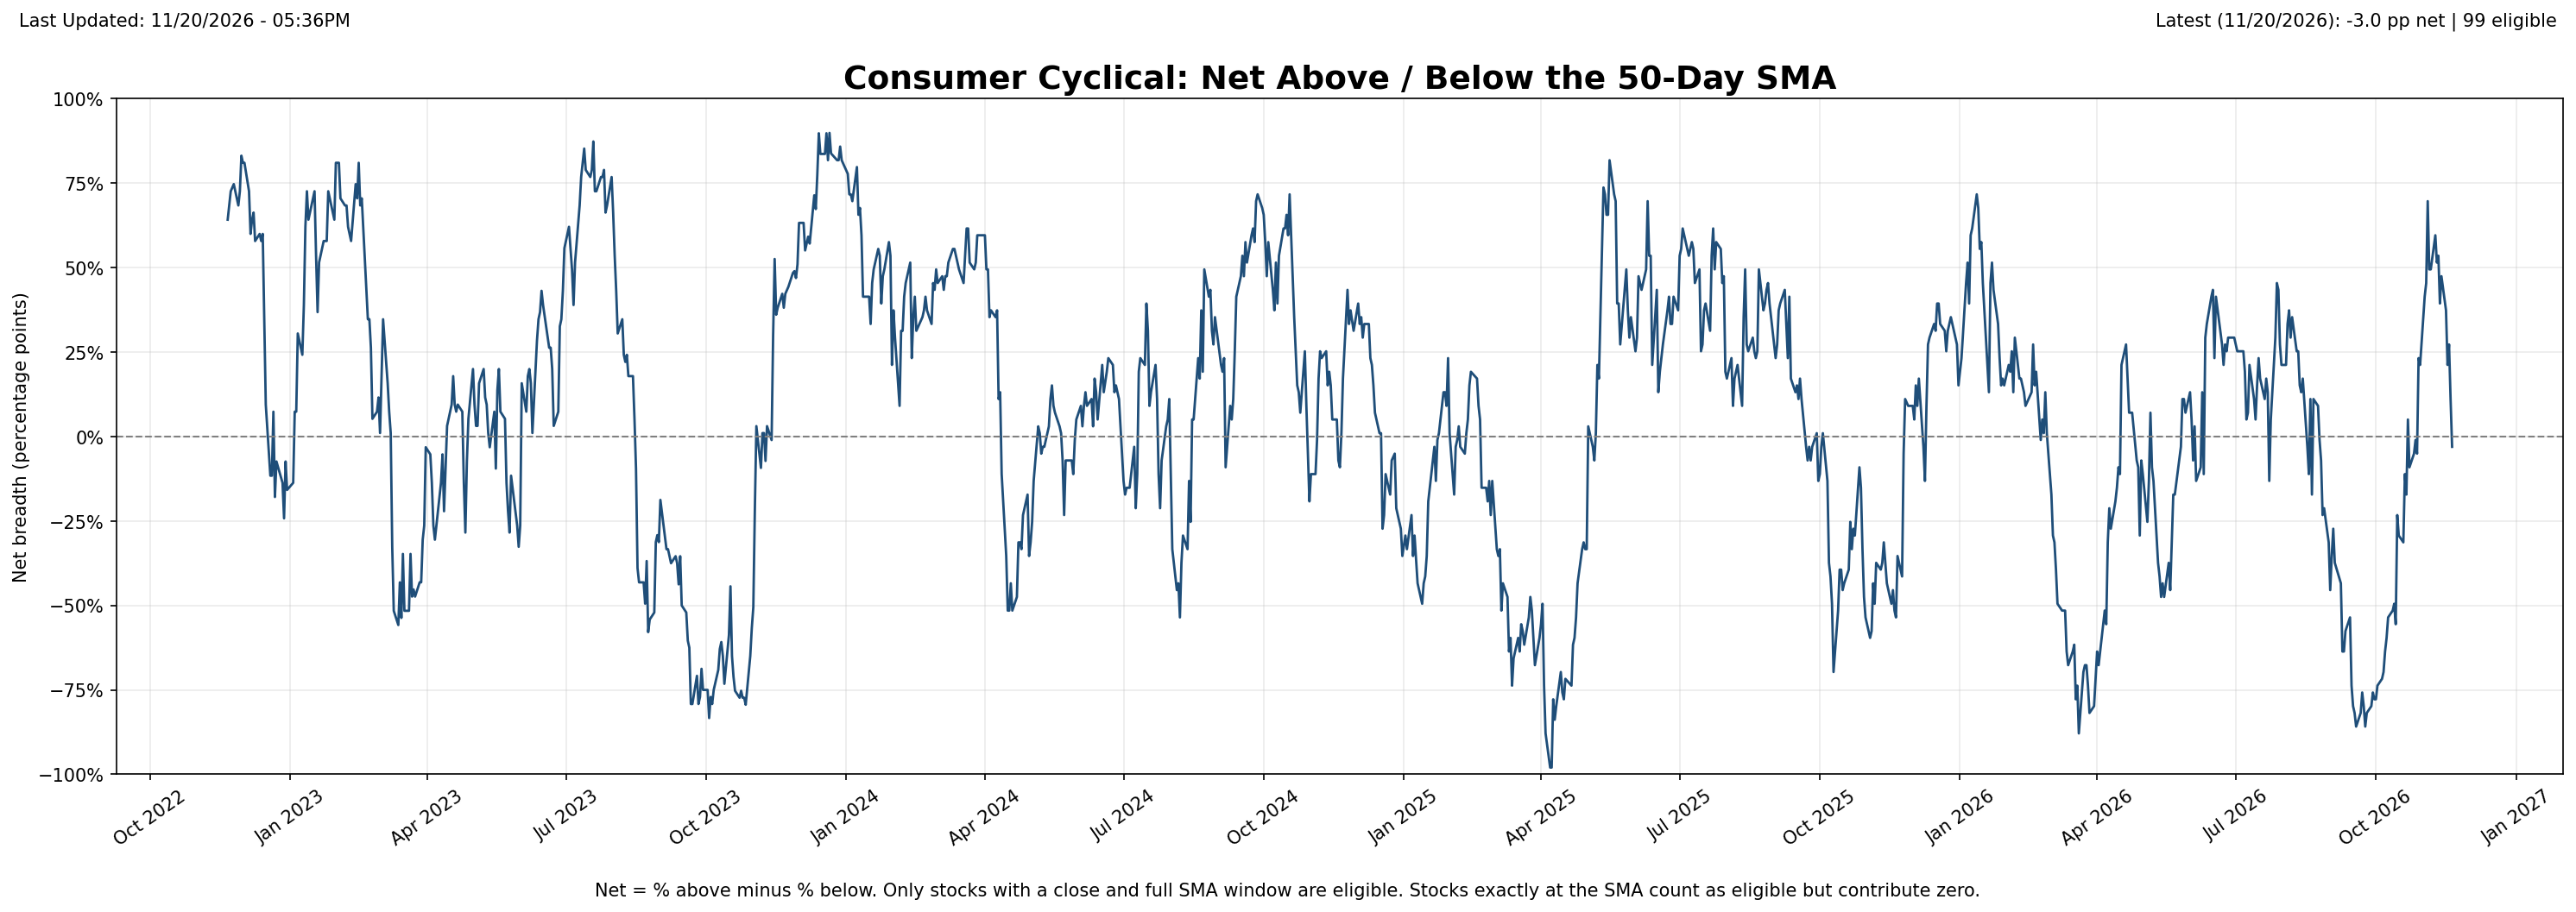 Last Updated: 11/20/2026 - 05:36PM
Latest (11/20/2026): -3.0 pp net | 99 eligible
Consumer Cyclical: Net Above / Below the 50-Day SMA
Net breadth (percentage points)
100%
75%
50%
25%
0%
−25%
−50%
−75%
−100%
Oct 2022
Jan 2023
Apr 2023
Jul 2023
Oct 2023
Jan 2024
Apr 2024
Jul 2024
Oct 2024
Jan 2025
Apr 2025
Jul 2025
Oct 2025
Jan 2026
Apr 2026
Jul 2026
Oct 2026
Jan 2027
Net = % above minus % below. Only stocks with a close and full SMA window are eligible. Stocks exactly at the SMA count as eligible but contribute zero.